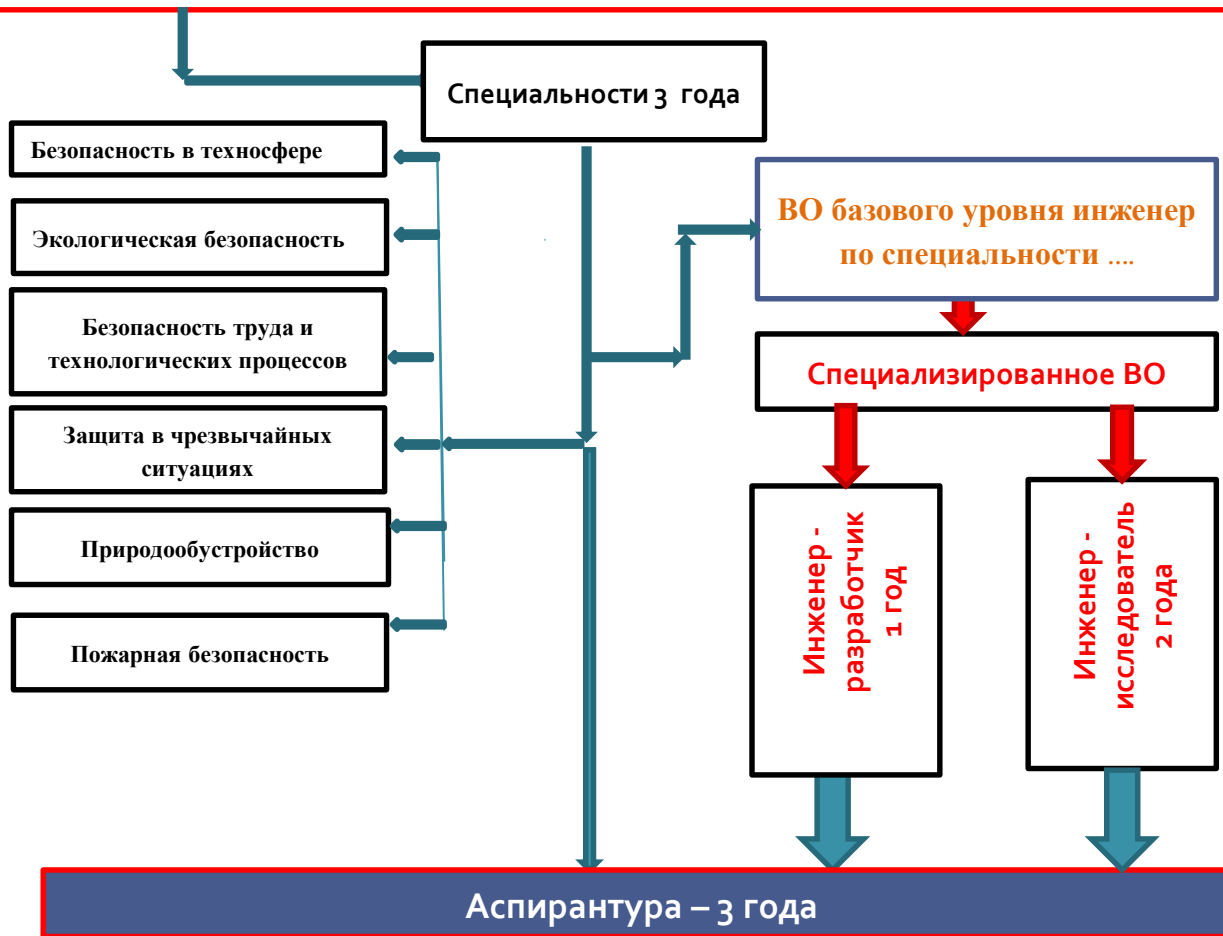 Специальности 3 года
Безопасность в техносфере
Экологическая безопасность
Безопасность труда и
технологических процессов
Защита в чрезвычайных
ситуациях
Природообустройство
Пожарная безопасность
ВО базового уровня инженер
по специальности ....
Специализированное ВО
Инженер -
разработчик
1 год
Инженер -
исследователь
2 года
Аспирантура – 3 года